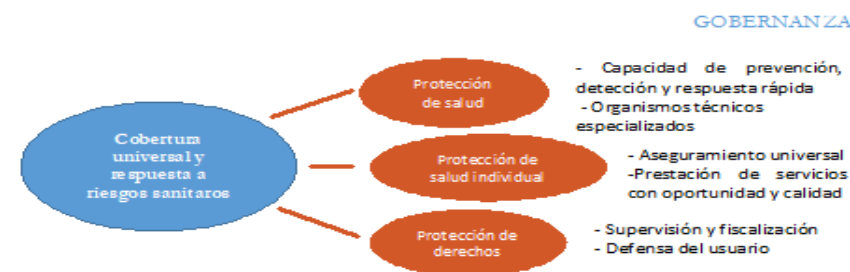 GOBERNANZA
Cobertura
universal y
respuesta a
riesgos sanitaros
Protección
de salud
- Capacidad de prevención,
detección y respuesta rápida
- Organismos técnicos
especializados
Protección de
salud individual
- Aseguramiento universal
-Prestación de servicios
con oportunidad y calidad
Protección de
derechos
- Supervisión y fiscalización
- Defensa del usuario